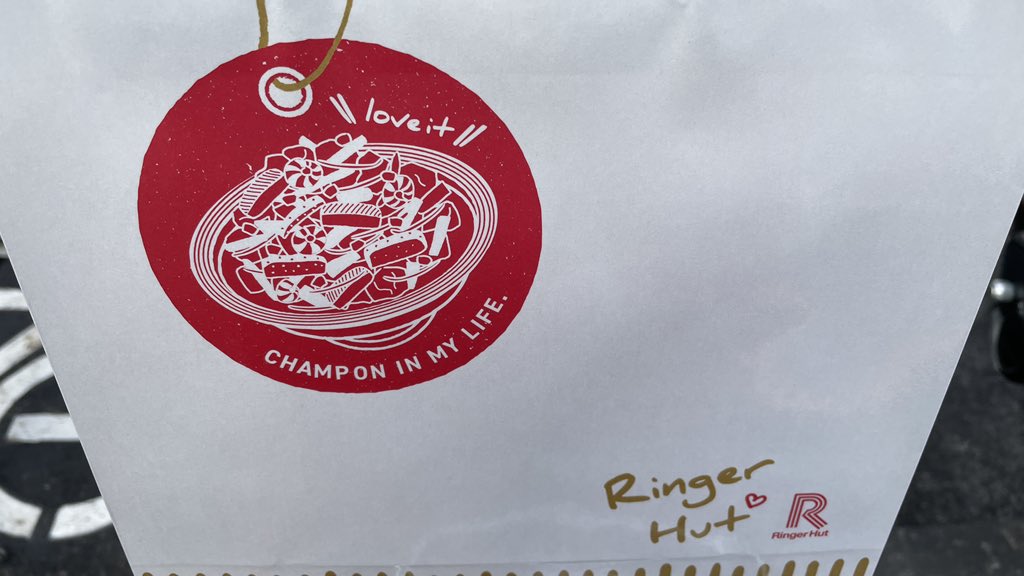 love it
CHAMPON IN MY LIFE.
Ringer
Hut
R
Ringer Hut